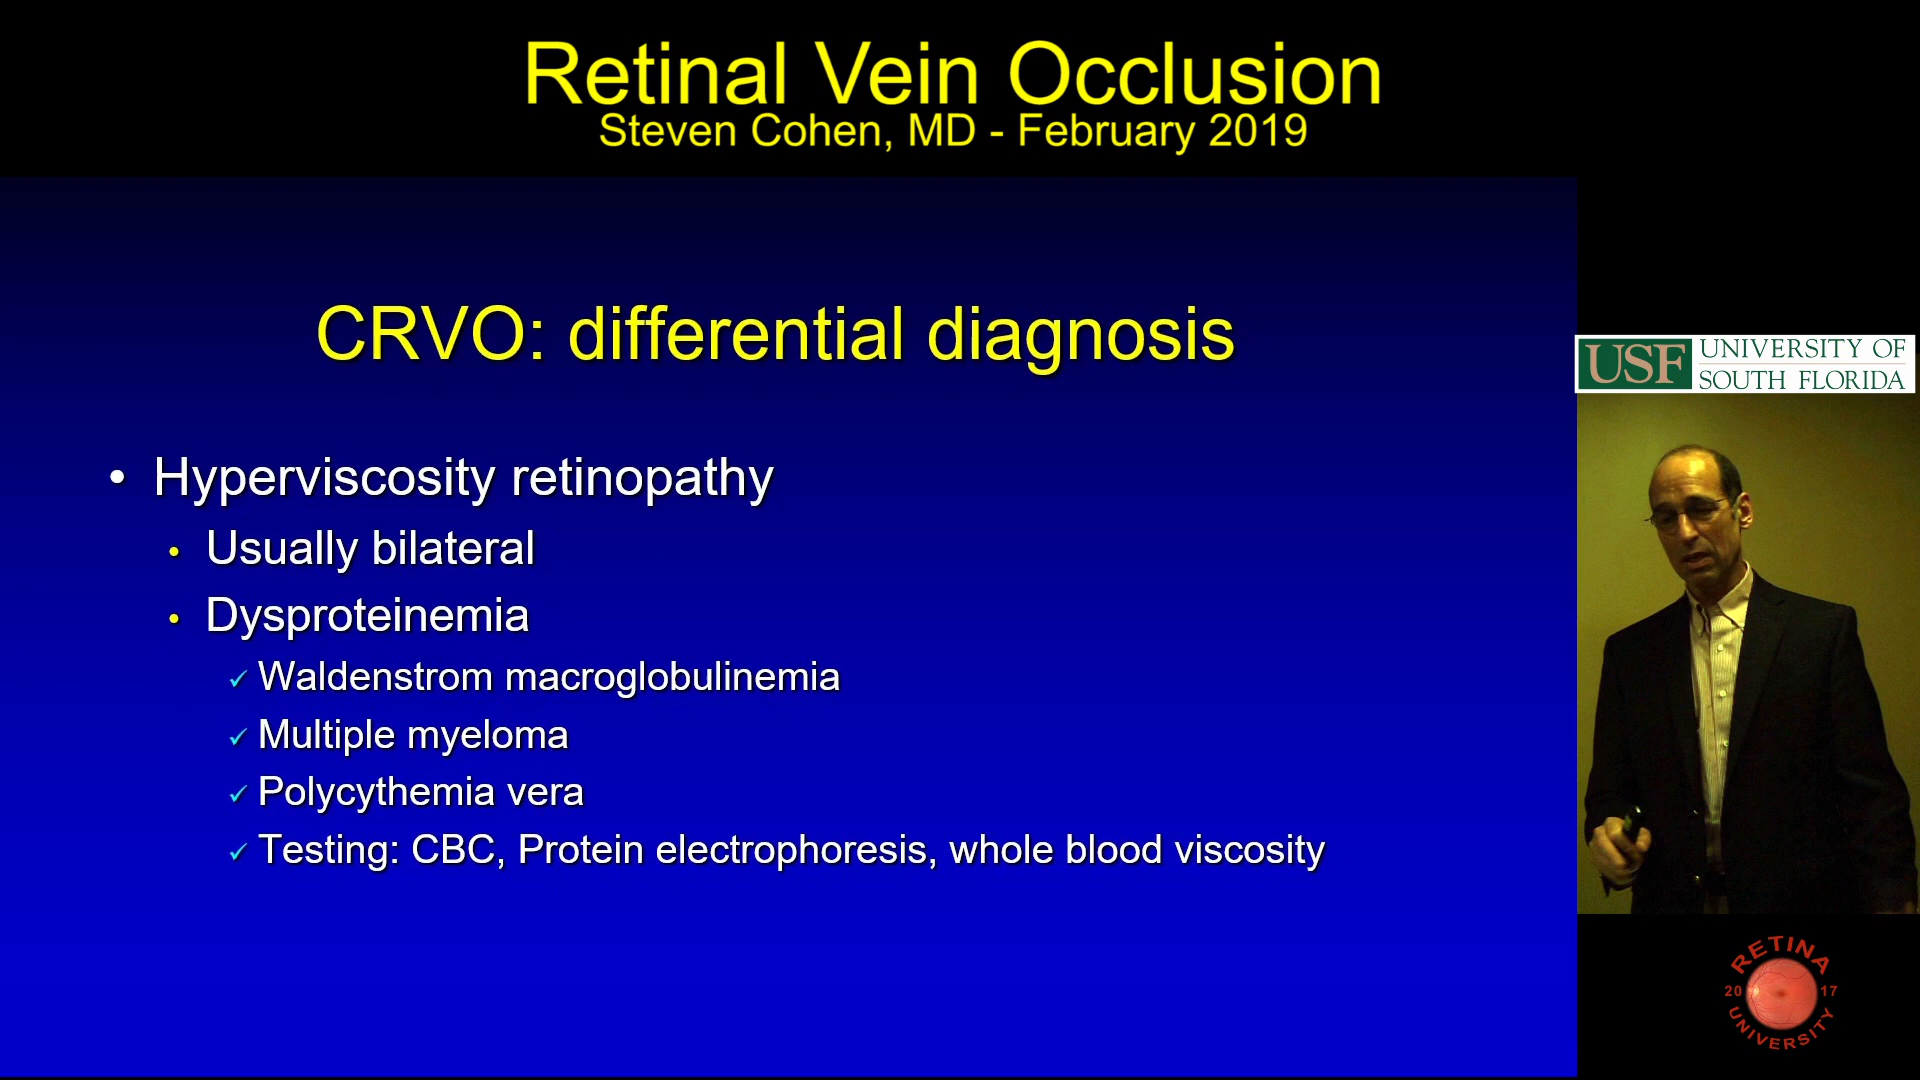 Retinal Vein Occlusion
Steven Cohen, MD - February 2019
CRVO: differential diagnosis
• Hyperviscosity retinopathy
• Usually bilateral
• Dysproteinemia
✓ Waldenstrom macroglobulinemia
✓ Multiple myeloma
✓ Polycythemia vera
✓ Testing: CBC, Protein electrophoresis, whole blood viscosity
USF UNIVERSITY OF
SOUTH FLORIDA
RETINA
20 17
UNIVERSITY